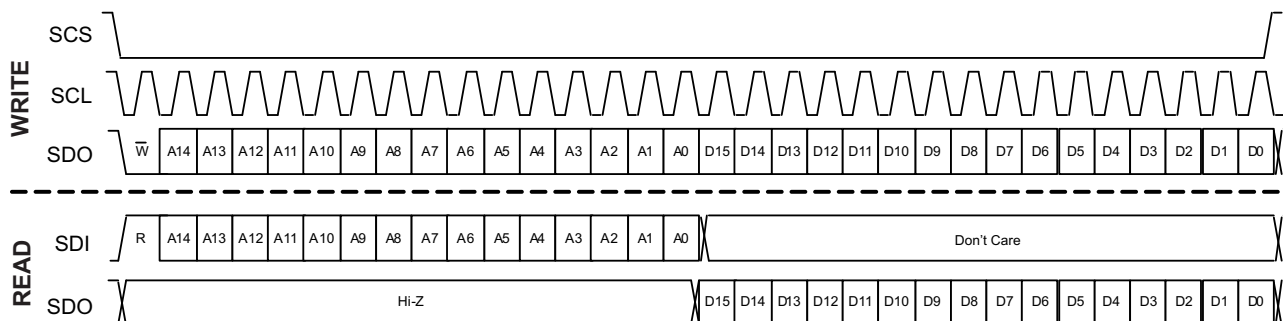 WRITE
SCS
SCL
SDO W̅ A14 A13 A12 A11 A10 A9 A8 A7 A6 A5 A4 A3 A2 A1 A0 D15 D14 D13 D12 D11 D10 D9 D8 D7 D6 D5 D4 D3 D2 D1 D0
READ
SDI R A14 A13 A12 A11 A10 A9 A8 A7 A6 A5 A4 A3 A2 A1 A0 Don't Care
SDO Hi-Z D15 D14 D13 D12 D11 D10 D9 D8 D7 D6 D5 D4 D3 D2 D1 D0